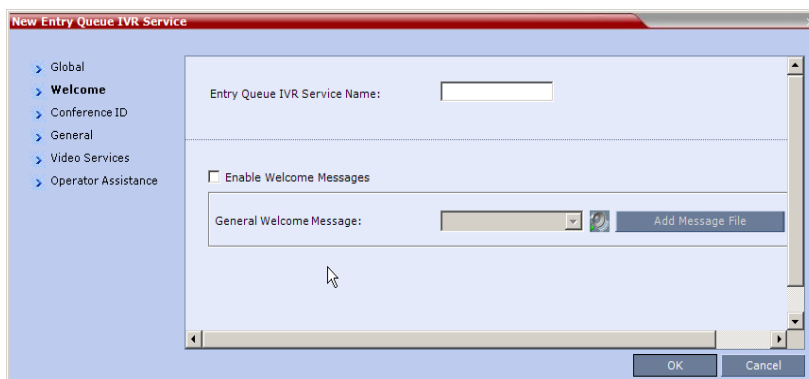 New Entry Queue IVR Service
Global
Welcome
Conference ID
General
Video Services
Operator Assistance
Entry Queue IVR Service Name:
Enable Welcome Messages
General Welcome Message:
Add Message File
OK
Cancel